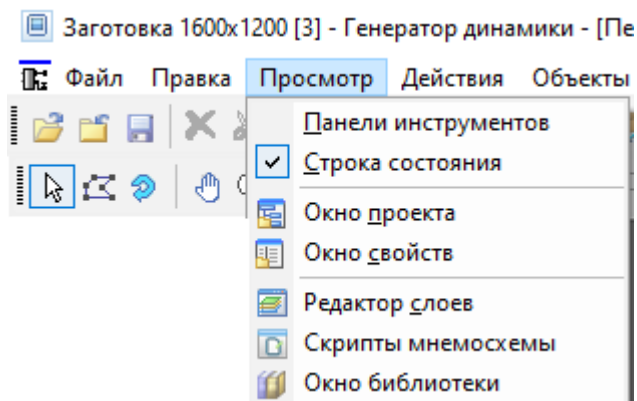 Заготовка 1600x1200 [3] - Генератор динамики - [Пе
Файл Правка Просмотр Действия Объекты
Панели инструментов
Строка состояния
Окно проекта
Окно свойств
Редактор слоев
Скрипты мнемосхемы
Окно библиотеки